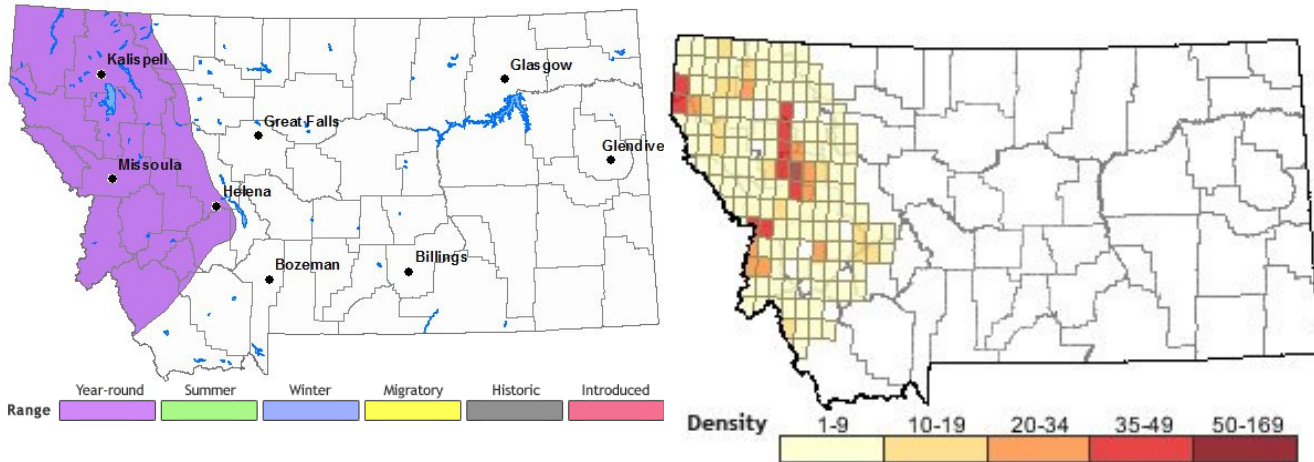 Kalispell
Glasgow
Great Falls
Glendive
Missoula
Helena
Bozeman
Billings
Year-round Summer Winter Migratory Historic Introduced
Range
Density 1-9 10-19 20-34 35-49 50-169